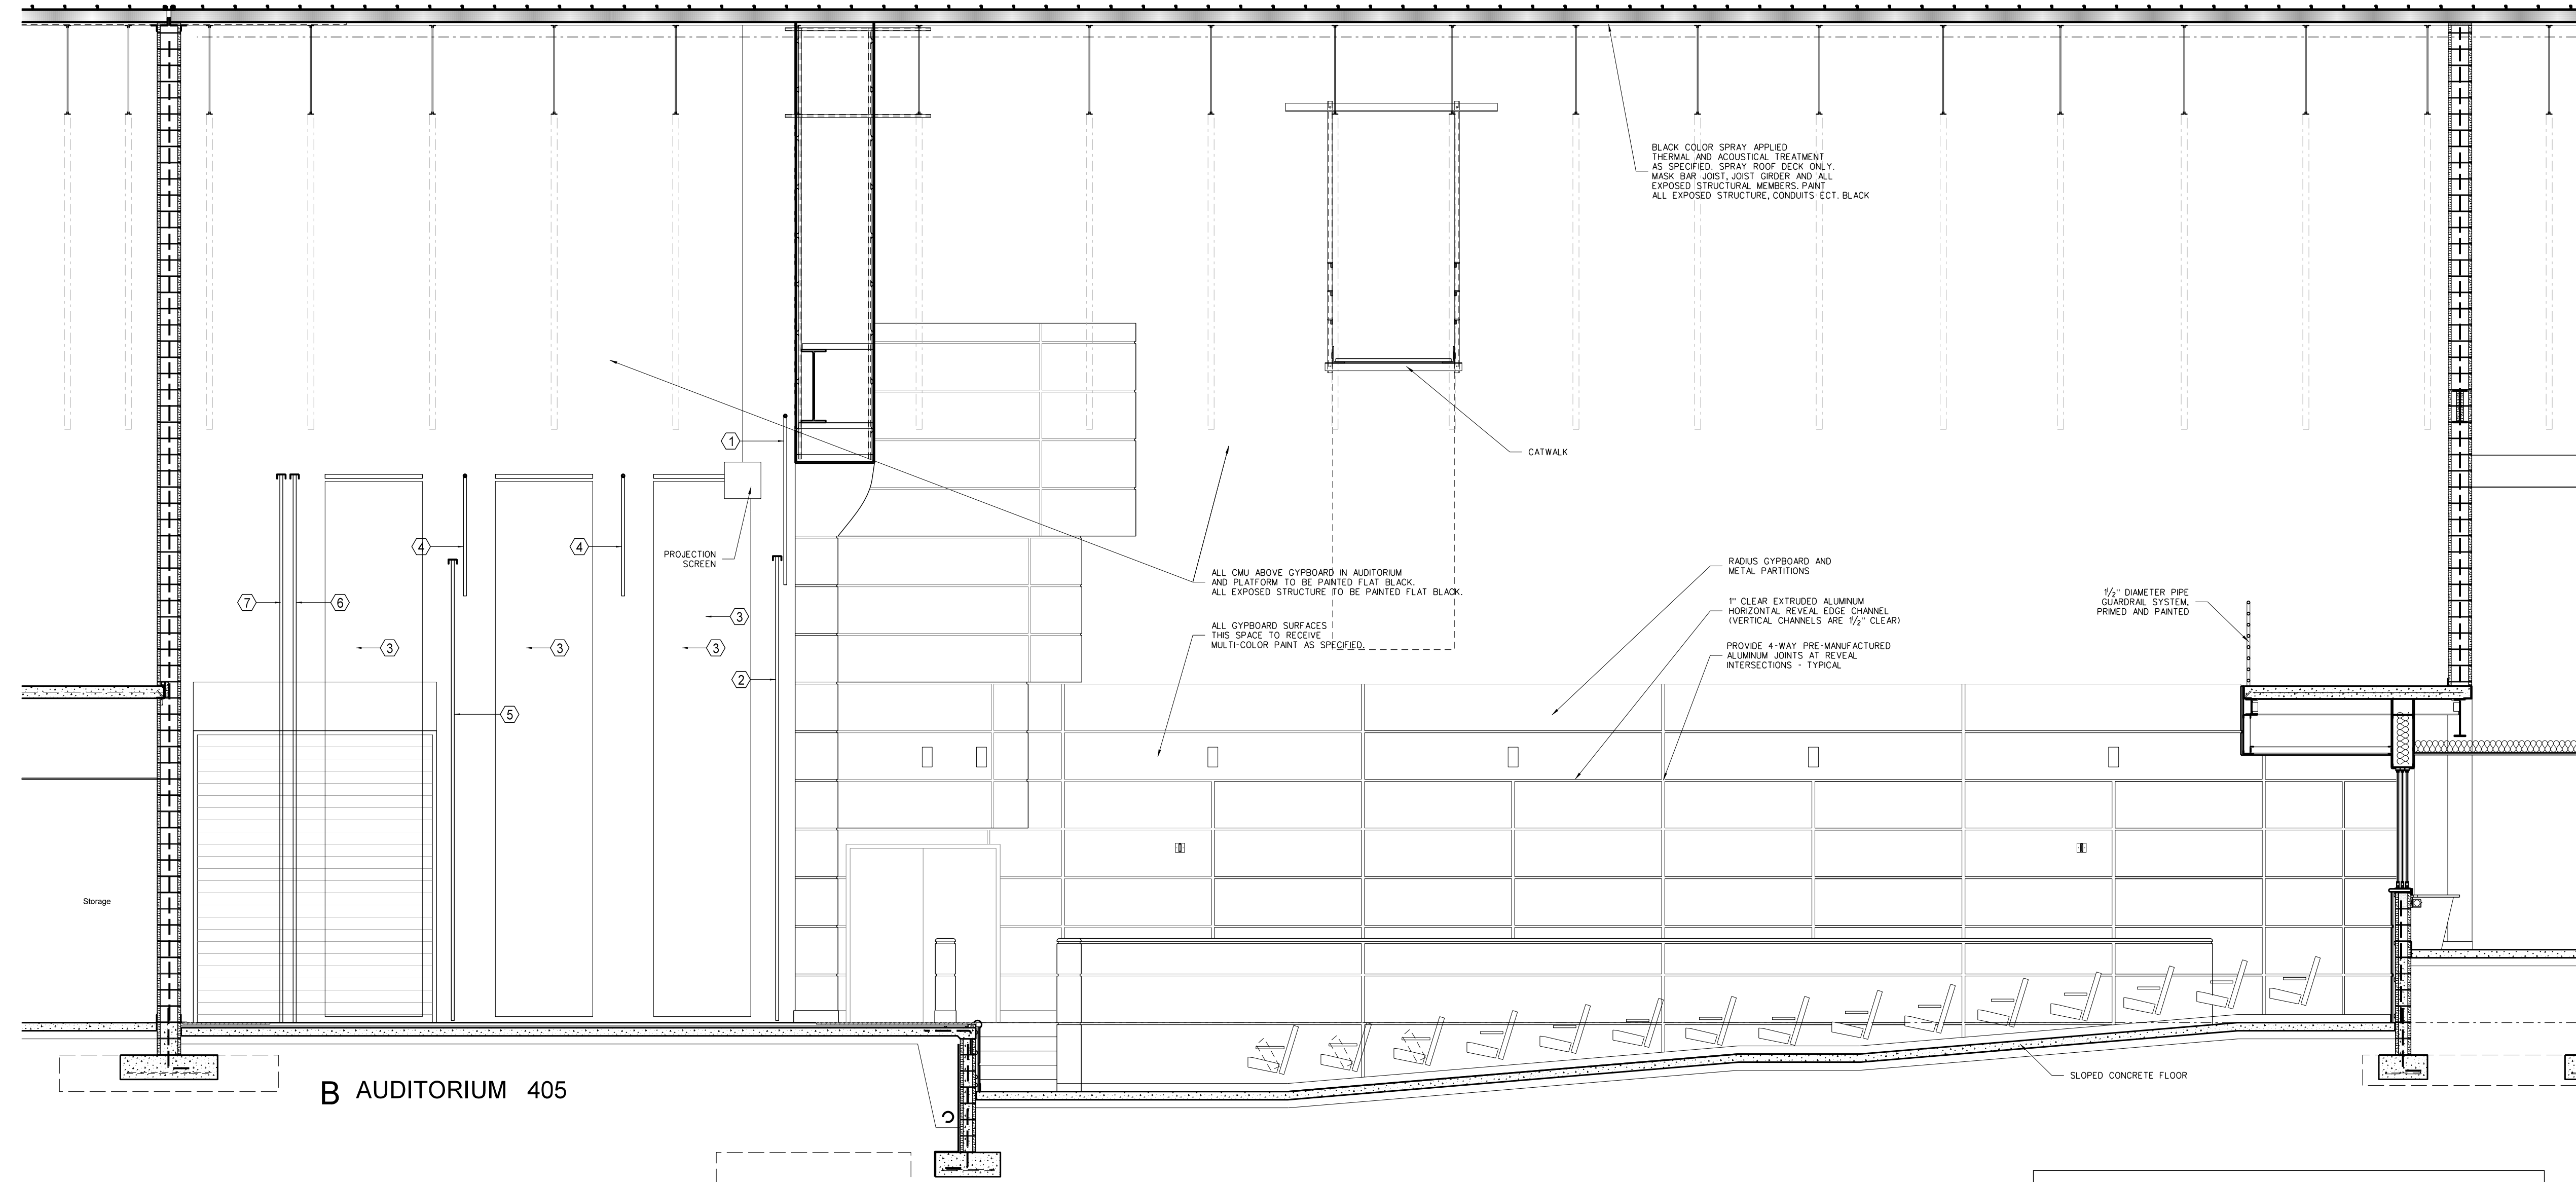 BLACK COLOR SPRAY APPLIED
THERMAL AND ACOUSTICAL TREATMENT
AS SPECIFIED. SPRAY ROOF DECK ONLY.
MASK BAR JOIST, JOIST GIRDER AND ALL
EXPOSED STRUCTURAL MEMBERS. PAINT
ALL EXPOSED STRUCTURE, CONDUITS ECT. BLACK
1
CATWALK
4
4
PROJECTION
SCREEN
ALL CMU ABOVE GYPBOARD IN AUDITORIUM
AND PLATFORM TO BE PAINTED FLAT BLACK.
ALL EXPOSED STRUCTURE TO BE PAINTED FLAT BLACK.
RADIUS GYPBOARD AND
METAL PARTITIONS
1" CLEAR EXTRUDED ALUMINUM
HORIZONTAL REVEAL EDGE CHANNEL
(VERTICAL CHANNELS ARE 1½" CLEAR)
1½" DIAMETER PIPE
GUARDRAIL SYSTEM,
PRIMED AND PAINTED
7
6
3
ALL GYPBOARD SURFACES
THIS SPACE TO RECEIVE
MULTI-COLOR PAINT AS SPECIFIED.
PROVIDE 4-WAY PRE-MANUFACTURED
ALUMINUM JOINTS AT REVEAL
INTERSECTIONS - TYPICAL
3
3
3
2
5
Storage
SLOPED CONCRETE FLOOR
B AUDITORIUM 405